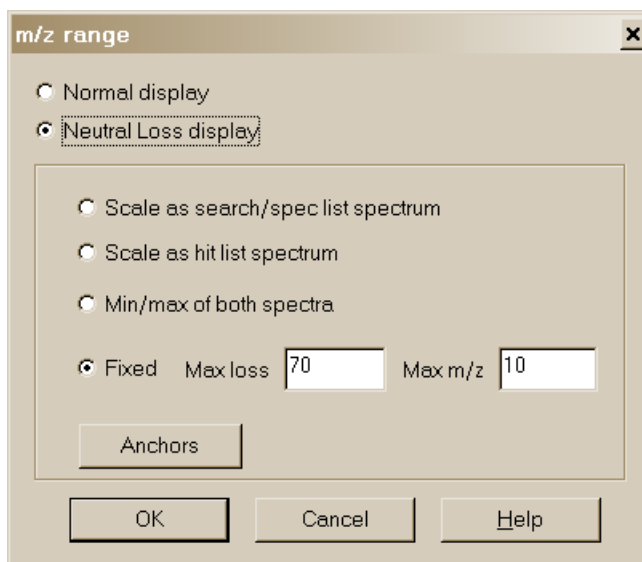 m/z range
Normal display
Neutral Loss display
Scale as search/spec list spectrum
Scale as hit list spectrum
Min/max of both spectra
Fixed Max loss 70 Max m/z 10
Anchors
OK Cancel Help